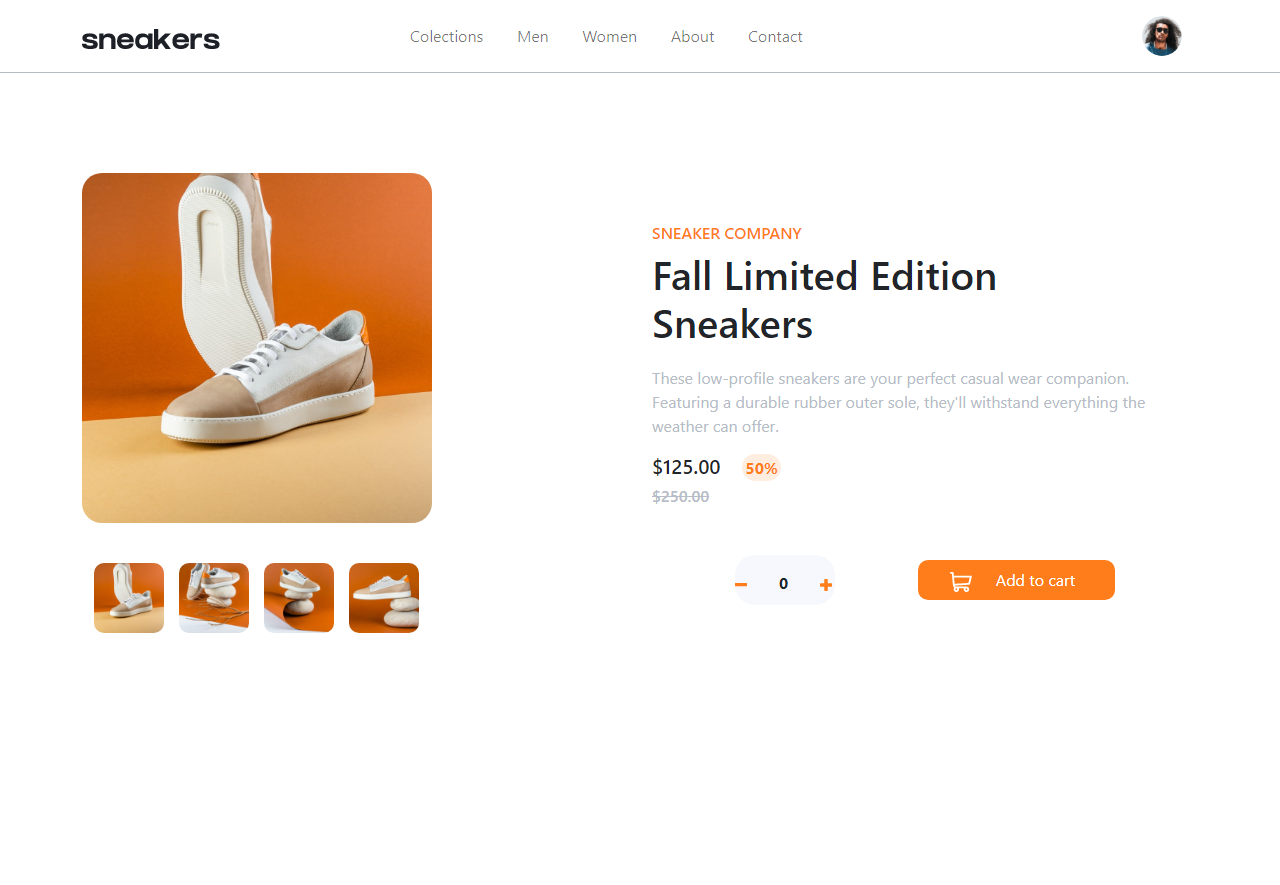 sneakers
Colections Men Women About Contact
SNEAKER COMPANY
Fall Limited Edition
Sneakers
These low-profile sneakers are your perfect casual wear companion.
Featuring a durable rubber outer sole, they'll withstand everything the
weather can offer.
$125.00 50%
$250.00
0
Add to cart